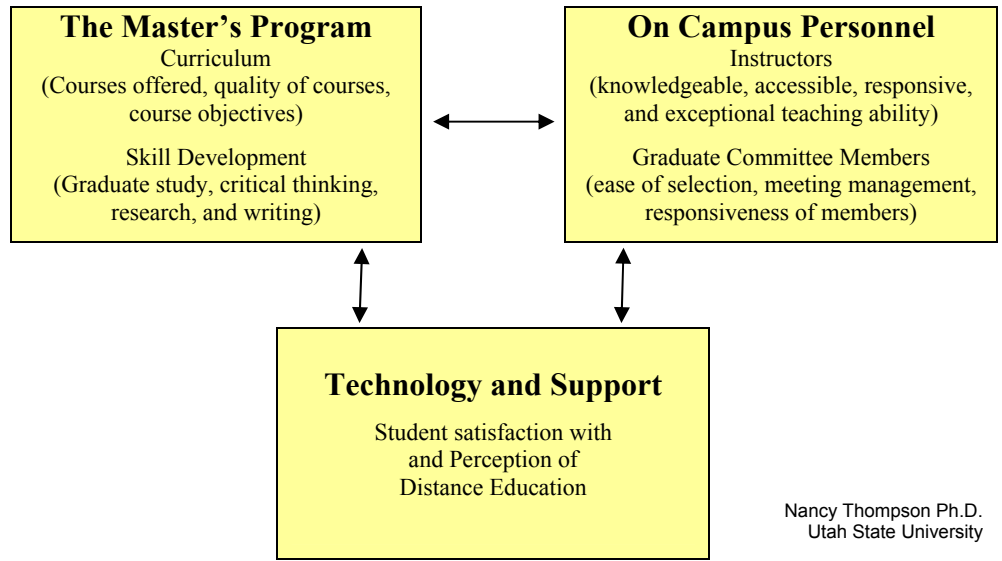 The Master's Program
Curriculum
(Courses offered, quality of courses,
course objectives)
Skill Development
(Graduate study, critical thinking,
research, and writing)
On Campus Personnel
Instructors
(knowledgeable, accessible, responsive,
and exceptional teaching ability)
Graduate Committee Members
(ease of selection, meeting management,
responsiveness of members)
Technology and Support
Student satisfaction with
and Perception of
Distance Education
Nancy Thompson Ph.D.
Utah State University